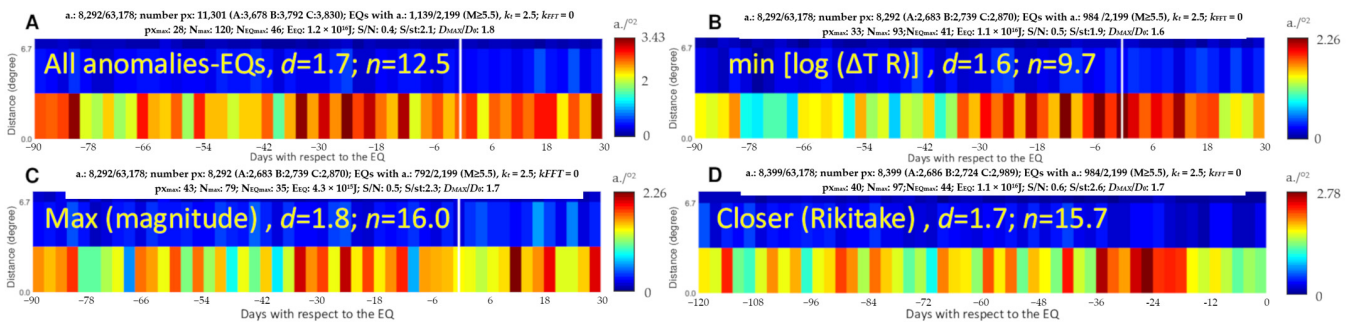 A
a.: 8,292/63,178; number px: 11,301 (A:3,678 B:3,792 C:3,830); EQs with a.: 1,139/2,199 (M≥5.5), kt = 2.5; kFFT = 0
pxmax: 28; Nmax: 120; NEQmax: 46; EEQ: 1.2 × 10¹⁶J; S/N: 0.4; S/st:2.1; DMAX/D0: 1.8
a./°²
3.43
2
0
6.7
0.0
Distance (degree)
All anomalies-EQs, d=1.7; n=12.5
−90 −78 −66 −54 −42 −30 −18 −6 6 18 30
Days with respect to the EQ
B
a.: 8,292/63,178; number px: 8,292 (A:2,683 B:2,739 C:2,870); EQs with a.: 984 /2,199 (M≥5.5), kt = 2.5; kFFT = 0
pxmax: 33; Nmax: 93; NEQmax: 41; EEQ: 1.1 × 10¹⁶J; S/N: 0.5; S/st:1.9; DMAX/D0: 1.6
a./°²
2.26
2
0
6.7
0.0
Distance (degree)
min [log (ΔT R)] , d=1.6; n=9.7
−90 −78 −66 −54 −42 −30 −18 −6 6 18 30
Days with respect to the EQ
C
a.: 8,292/63,178; number px: 8,292 (A:2,683 B:2,739 C:2,870); EQs with a.: 792/2,199 (M≥5.5), kt = 2.5; kFFT = 0
pxmax: 43; Nmax: 79; NEQmax: 35; EEQ: 4.3 × 10¹⁵J; S/N: 0.5; S/st:2.3; DMAX/D0: 1.7
a./°²
2.26
0
6.7
0.0
Distance (degree)
Max (magnitude) , d=1.8; n=16.0
−90 −78 −66 −54 −42 −30 −18 −6 6 18 30
Days with respect to the EQ
D
a.: 8,399/63,178; number px: 8,399 (A:2,686 B:2,724 C:2,989); EQs with a.: 984/2,199 (M≥5.5), kt = 2.5; kFFT = 0
pxmax: 40; Nmax: 97; NEQmax: 44; EEQ: 1.1 × 10¹⁶J; S/N: 0.6; S/st:2.6; DMAX/D0: 1.7
a./°²
2.78
0
6.7
0.0
Distance (degree)
Closer (Rikitake) , d=1.7; n=15.7
−120 −108 −96 −84 −72 −60 −48 −36 −24 −12 0
Days with respect to the EQ